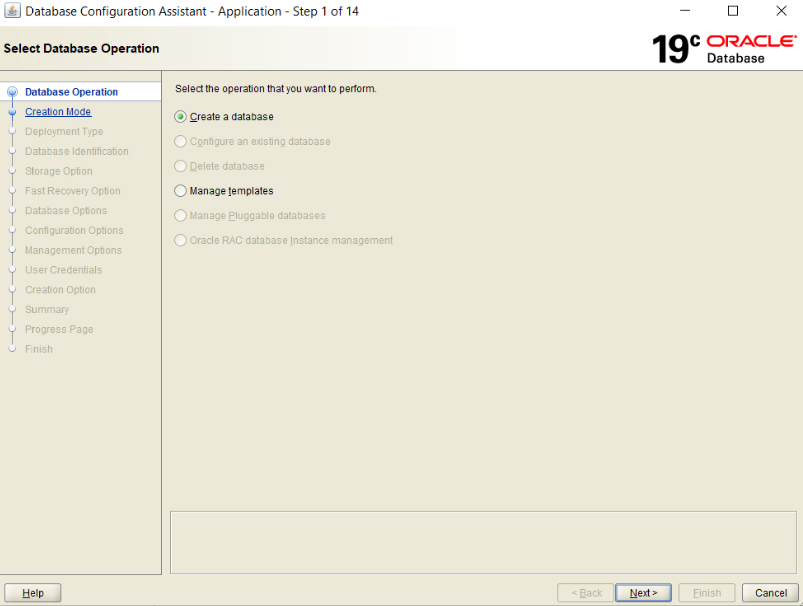 Database Configuration Assistant - Application - Step 1 of 14
Select Database Operation
19c ORACLE
Database
Database Operation
Creation Mode
Deployment Type
Database Identification
Storage Option
Fast Recovery Option
Database Options
Configuration Options
Management Options
User Credentials
Creation Option
Summary
Progress Page
Finish
Select the operation that you want to perform.
Create a database
Configure an existing database
Delete database
Manage templates
Manage Pluggable databases
Oracle RAC database Instance management
Help
< Back
Next >
Finish
Cancel